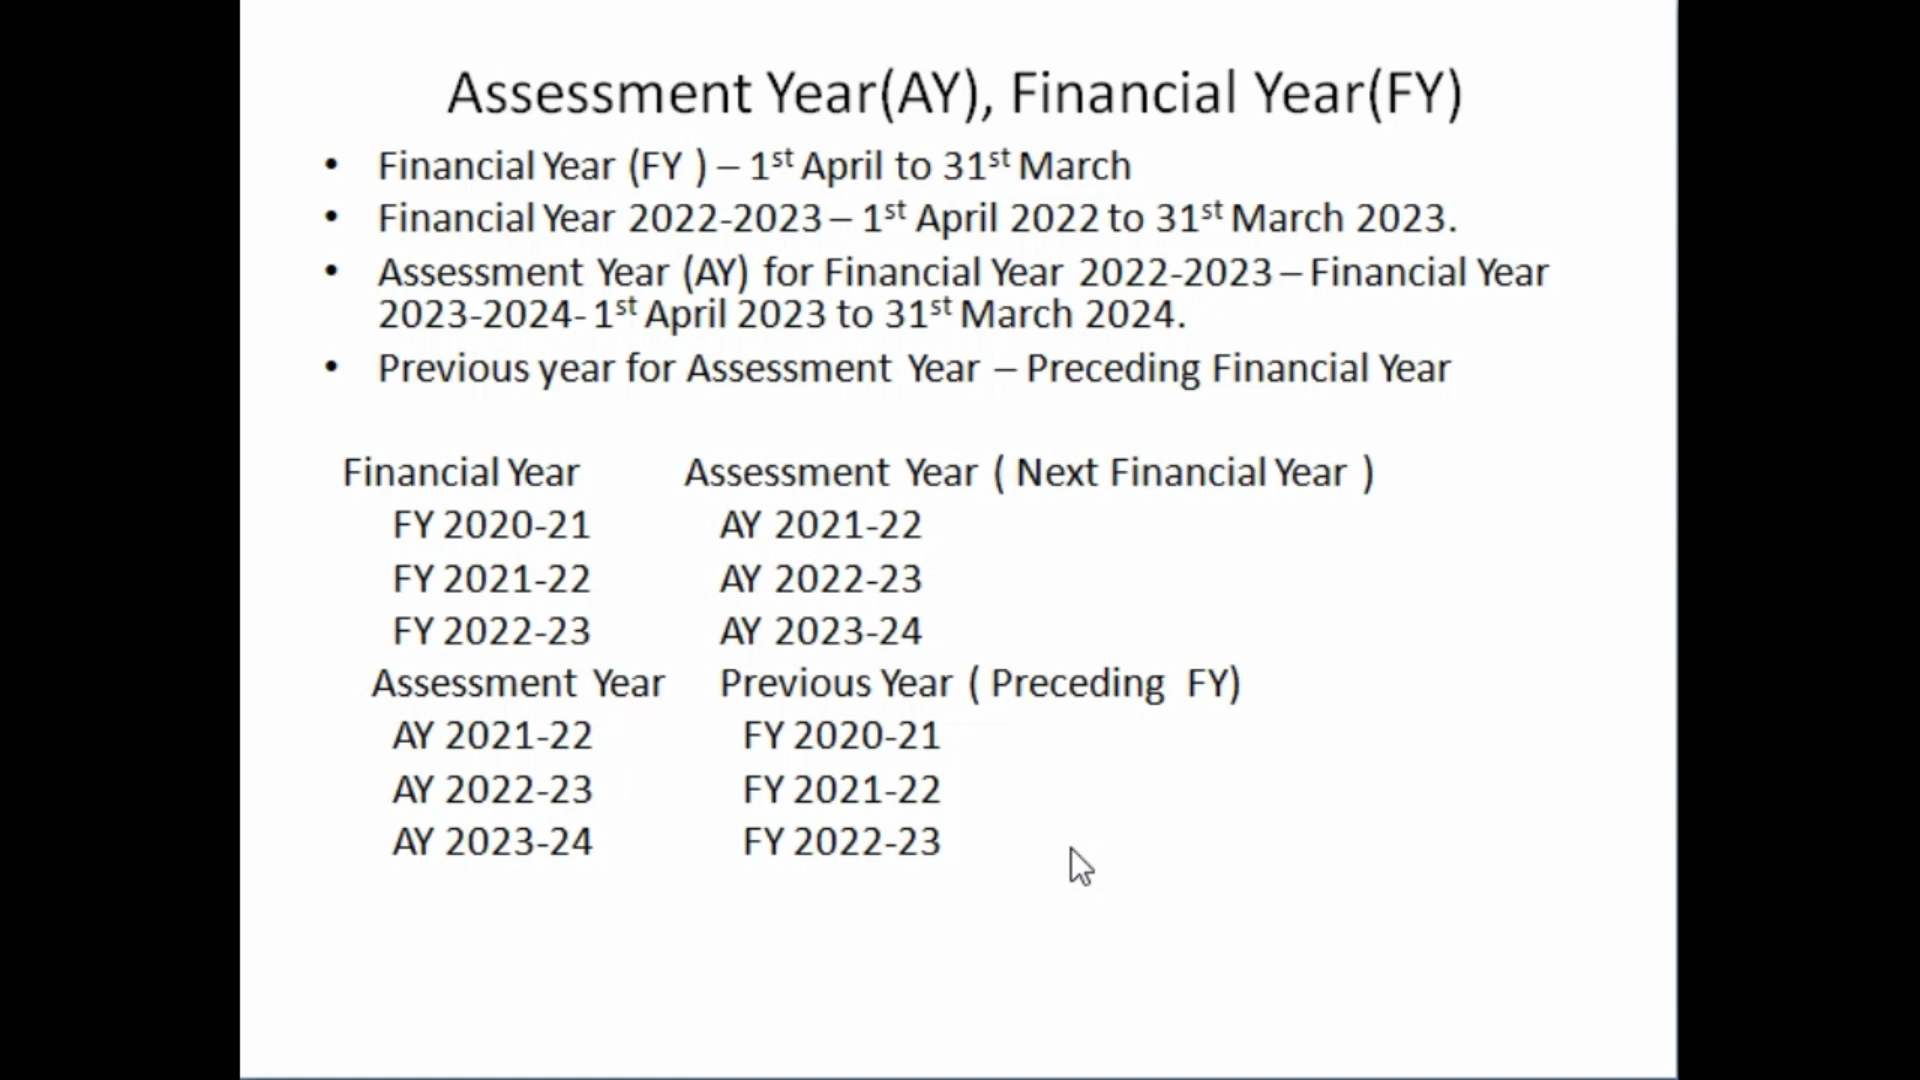 Assessment Year(AY), Financial Year(FY)
• Financial Year (FY ) – 1st April to 31st March
• Financial Year 2022-2023 – 1st April 2022 to 31st March 2023.
• Assessment Year (AY) for Financial Year 2022-2023 – Financial Year
2023-2024- 1st April 2023 to 31st March 2024.
• Previous year for Assessment Year – Preceding Financial Year
Financial Year Assessment Year ( Next Financial Year )
FY 2020-21 AY 2021-22
FY 2021-22 AY 2022-23
FY 2022-23 AY 2023-24
Assessment Year Previous Year ( Preceding FY)
AY 2021-22 FY 2020-21
AY 2022-23 FY 2021-22
AY 2023-24 FY 2022-23